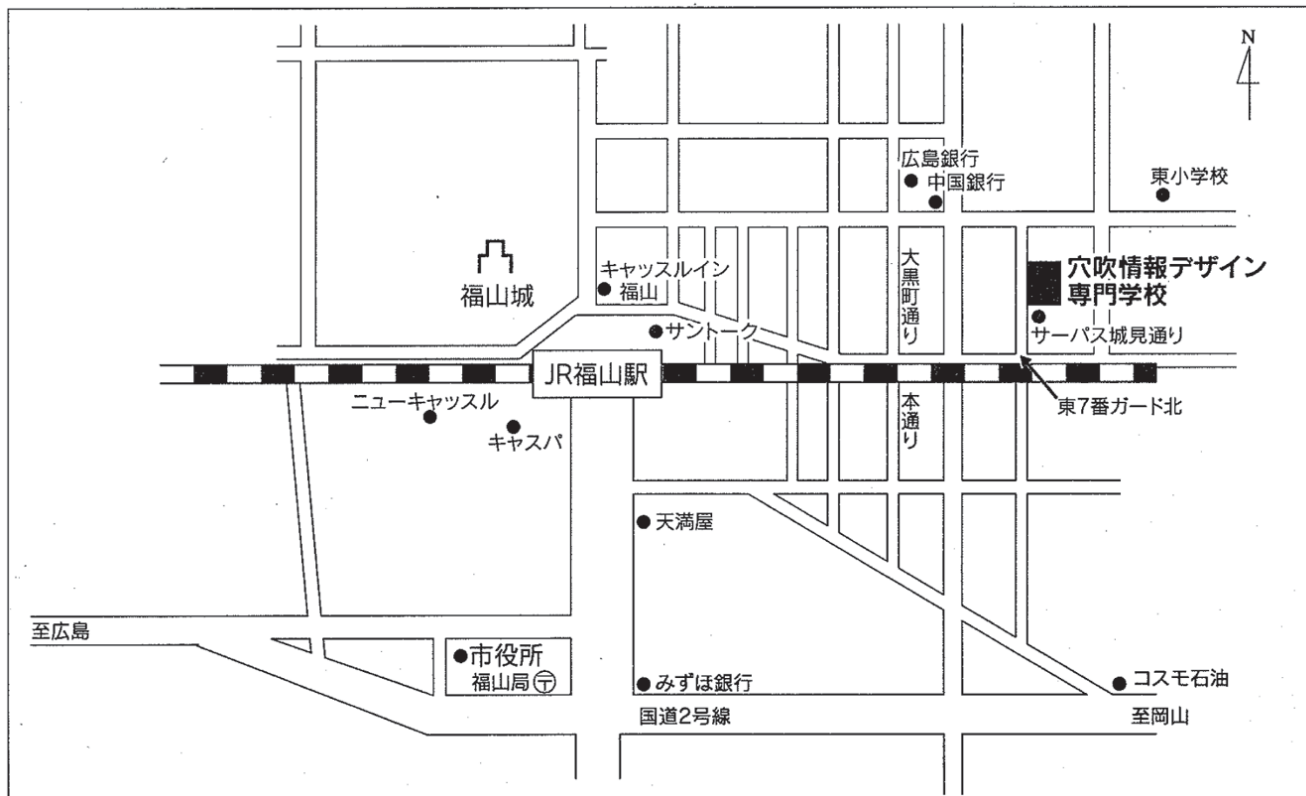 N
広島銀行
中国銀行
東小学校
大黒町通り
穴吹情報デザイン
専門学校
キャッスルイン
福山
福山城
サントーク
サーパス城見通り
JR福山駅
ニューキャッスル
キャスパ
本通り
東7番ガード北
天満屋
至広島
市役所
福山局〒
みずほ銀行
コスモ石油
国道2号線
至岡山